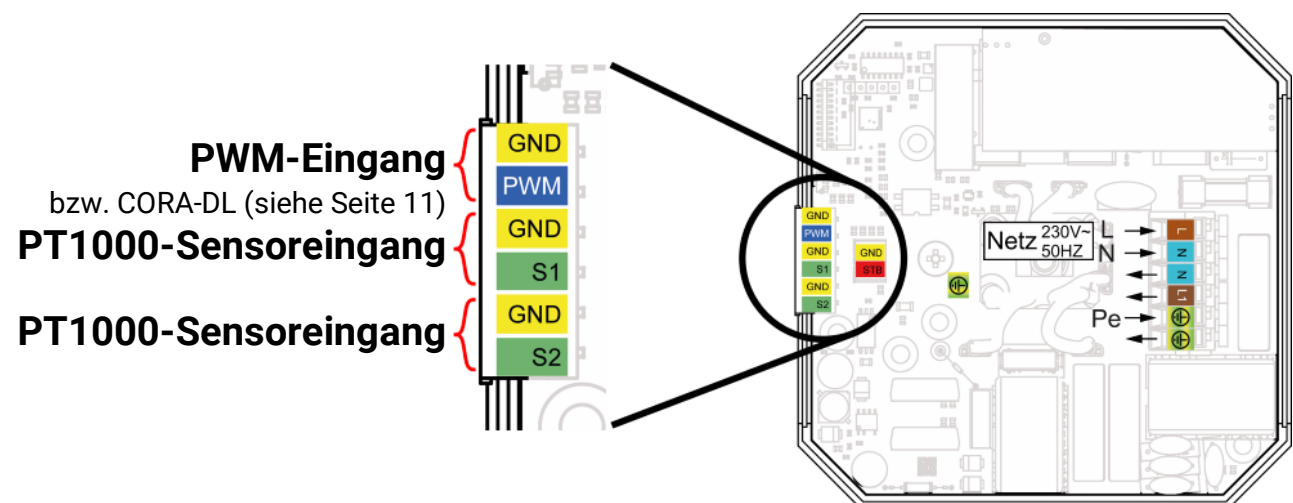 PWM-Eingang
bzw. CORA-DL (siehe Seite 11)
PT1000-Sensoreingang
PT1000-Sensoreingang
GND
PWM
GND
S1
GND
S2
GND
PWM
GND
S1
GND
S2
GND
STB
Netz 230V~
50HZ
L
N
Pe
L
N
N
L1